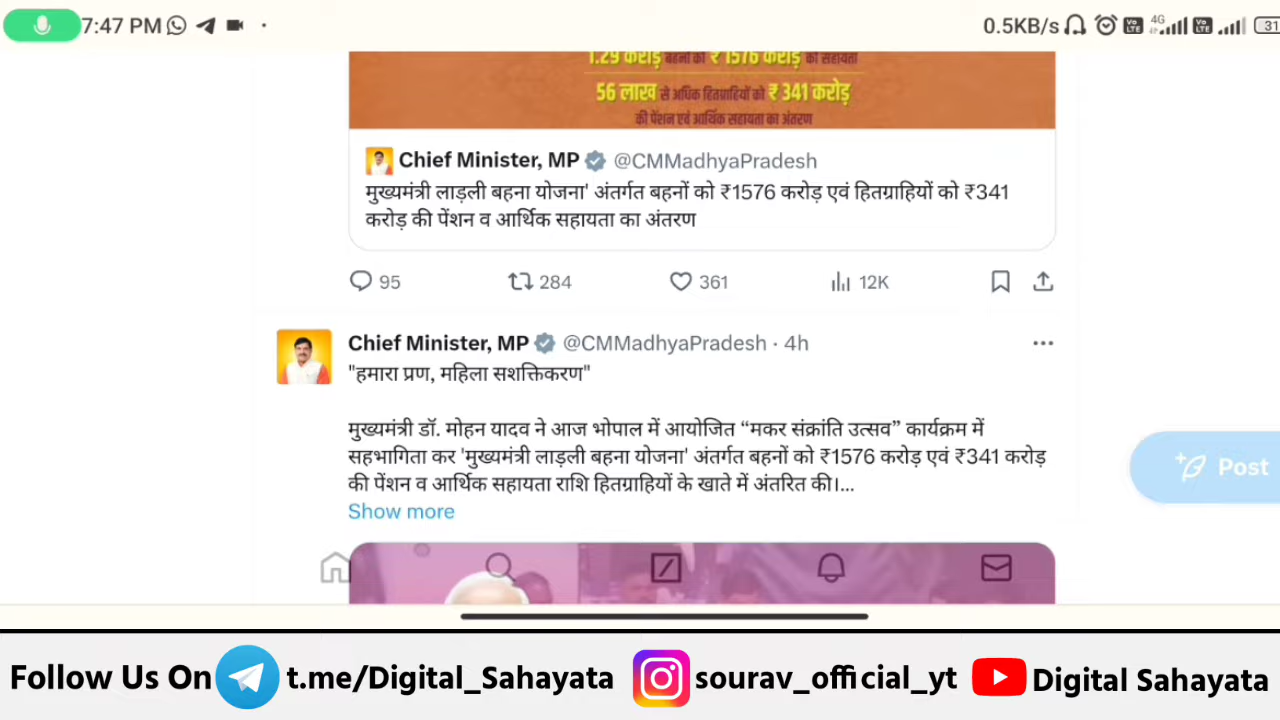 7:47 PM
0.5KB/s
4G
31
1.29 करोड़ बहनों को ₹ 1576 करोड़ की सहायता
56 लाख से अधिक हितग्राहियों को ₹ 341 करोड़
की पेंशन एवं आर्थिक सहायता का अंतरण
Chief Minister, MP @CMMadhyaPradesh
मुख्यमंत्री लाड़ली बहना योजना' अंतर्गत बहनों को ₹1576 करोड़ एवं हितग्राहियों को ₹341
करोड़ की पेंशन व आर्थिक सहायता का अंतरण
95 284 361 12K
Chief Minister, MP @CMMadhyaPradesh · 4h
"हमारा प्रण, महिला सशक्तिकरण"
मुख्यमंत्री डॉ. मोहन यादव ने आज भोपाल में आयोजित “मकर संक्रांति उत्सव” कार्यक्रम में
सहभागिता कर 'मुख्यमंत्री लाड़ली बहना योजना' अंतर्गत बहनों को ₹1576 करोड़ एवं ₹341 करोड़
की पेंशन व आर्थिक सहायता राशि हितग्राहियों के खाते में अंतरित की।...
Show more
Post
Follow Us On t.me/Digital_Sahayata sourav_official_yt Digital Sahayata